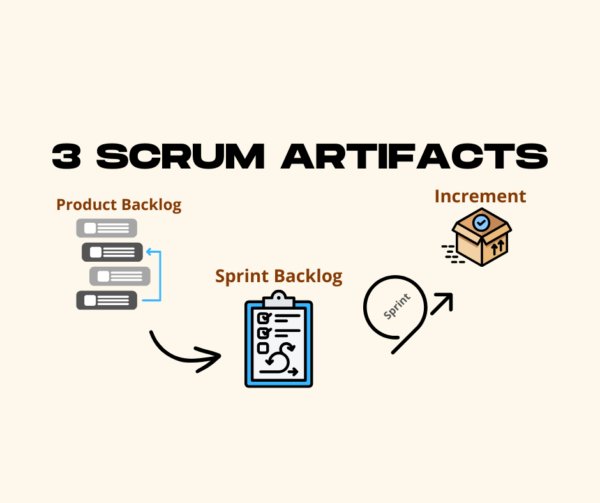 3 SCRUM ARTIFACTS
Product Backlog
Increment
Sprint Backlog
Sprint